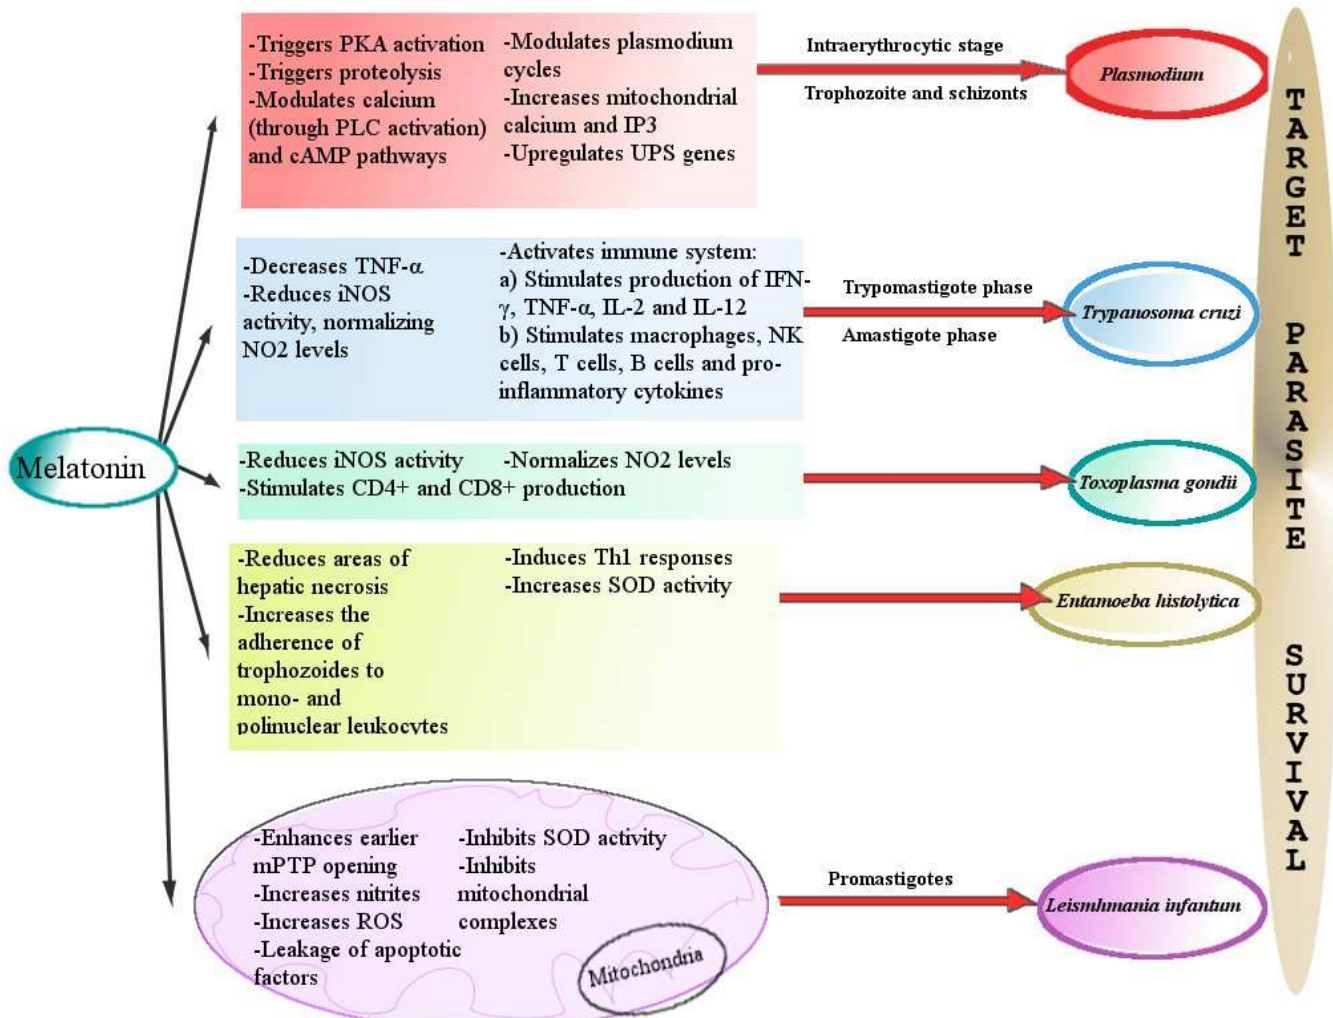 -Triggers PKA activation
-Triggers proteolysis
-Modulates calcium
(through PLC activation)
and cAMP pathways
-Modulates plasmodium
cycles
-Increases mitochondrial
calcium and IP3
-Upregulates UPS genes
Intraerythrocytic stage
Trophozoite and schizonts
Plasmodium
-Decreases TNF-α
-Reduces iNOS
activity, normalizing
NO2 levels
-Activates immune system:
a) Stimulates production of IFN-
γ, TNF-α, IL-2 and IL-12
b) Stimulates macrophages, NK
cells, T cells, B cells and pro-
inflammatory cytokines
Trypomastigote phase
Amastigote phase
Trypanosoma cruzi
Melatonin
-Reduces iNOS activity
-Normalizes NO2 levels
-Stimulates CD4+ and CD8+ production
Toxoplasma gondii
-Reduces areas of
hepatic necrosis
-Increases the
adherence of
trophozoides to
mono- and
polinuclear leukocytes
-Induces Th1 responses
-Increases SOD activity
Entamoeba histolytica
-Enhances earlier
mPTP opening
-Increases nitrites
-Increases ROS
-Leakage of apoptotic
factors
-Inhibits SOD activity
-Inhibits
mitochondrial
complexes
Mitochondria
Promastigotes
Leismhmania infantum
TARGET PARASITE SURVIVAL